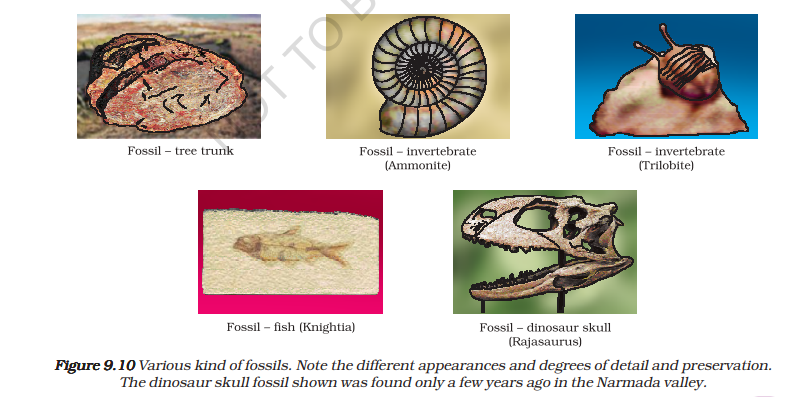 OT TO B
Fossil – tree trunk
Fossil – invertebrate
(Ammonite)
Fossil – invertebrate
(Trilobite)
Fossil – fish (Knightia)
Fossil – dinosaur skull
(Rajasaurus)
Figure 9.10 Various kind of fossils. Note the different appearances and degrees of detail and preservation.
The dinosaur skull fossil shown was found only a few years ago in the Narmada valley.